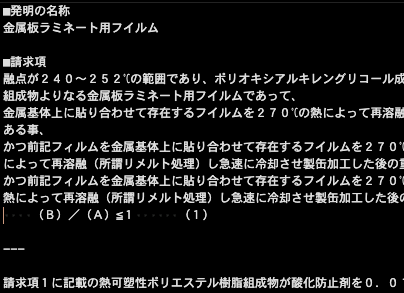 ■発明の名称
金属板ラミネート用フイルム
■請求項
融点が２４０～２５２℃の範囲であり、ポリオキシアルキレングリコール成
組成物よりなる金属板ラミネート用フイルムであって、
金属基体上に貼り合わせて存在するフイルムを２７０℃の熱によって再溶融
ある事、
かつ前記フィルムを金属基体上に貼り合わせて存在するフイルムを２７０℃
によって再溶融（所謂リメルト処理）し急速に冷却させ製缶加工した後の重
かつ前記フィルムを金属基体上に貼り合わせて存在するフイルムを２７０℃
熱によって再溶融（所謂リメルト処理）し急速に冷却させ製缶加工した後の
････（Ｂ）／（Ａ）≦１･･････（１）
———
請求項１に記載の熱可塑性ポリエステル樹脂組成物が酸化防止剤を０．０１